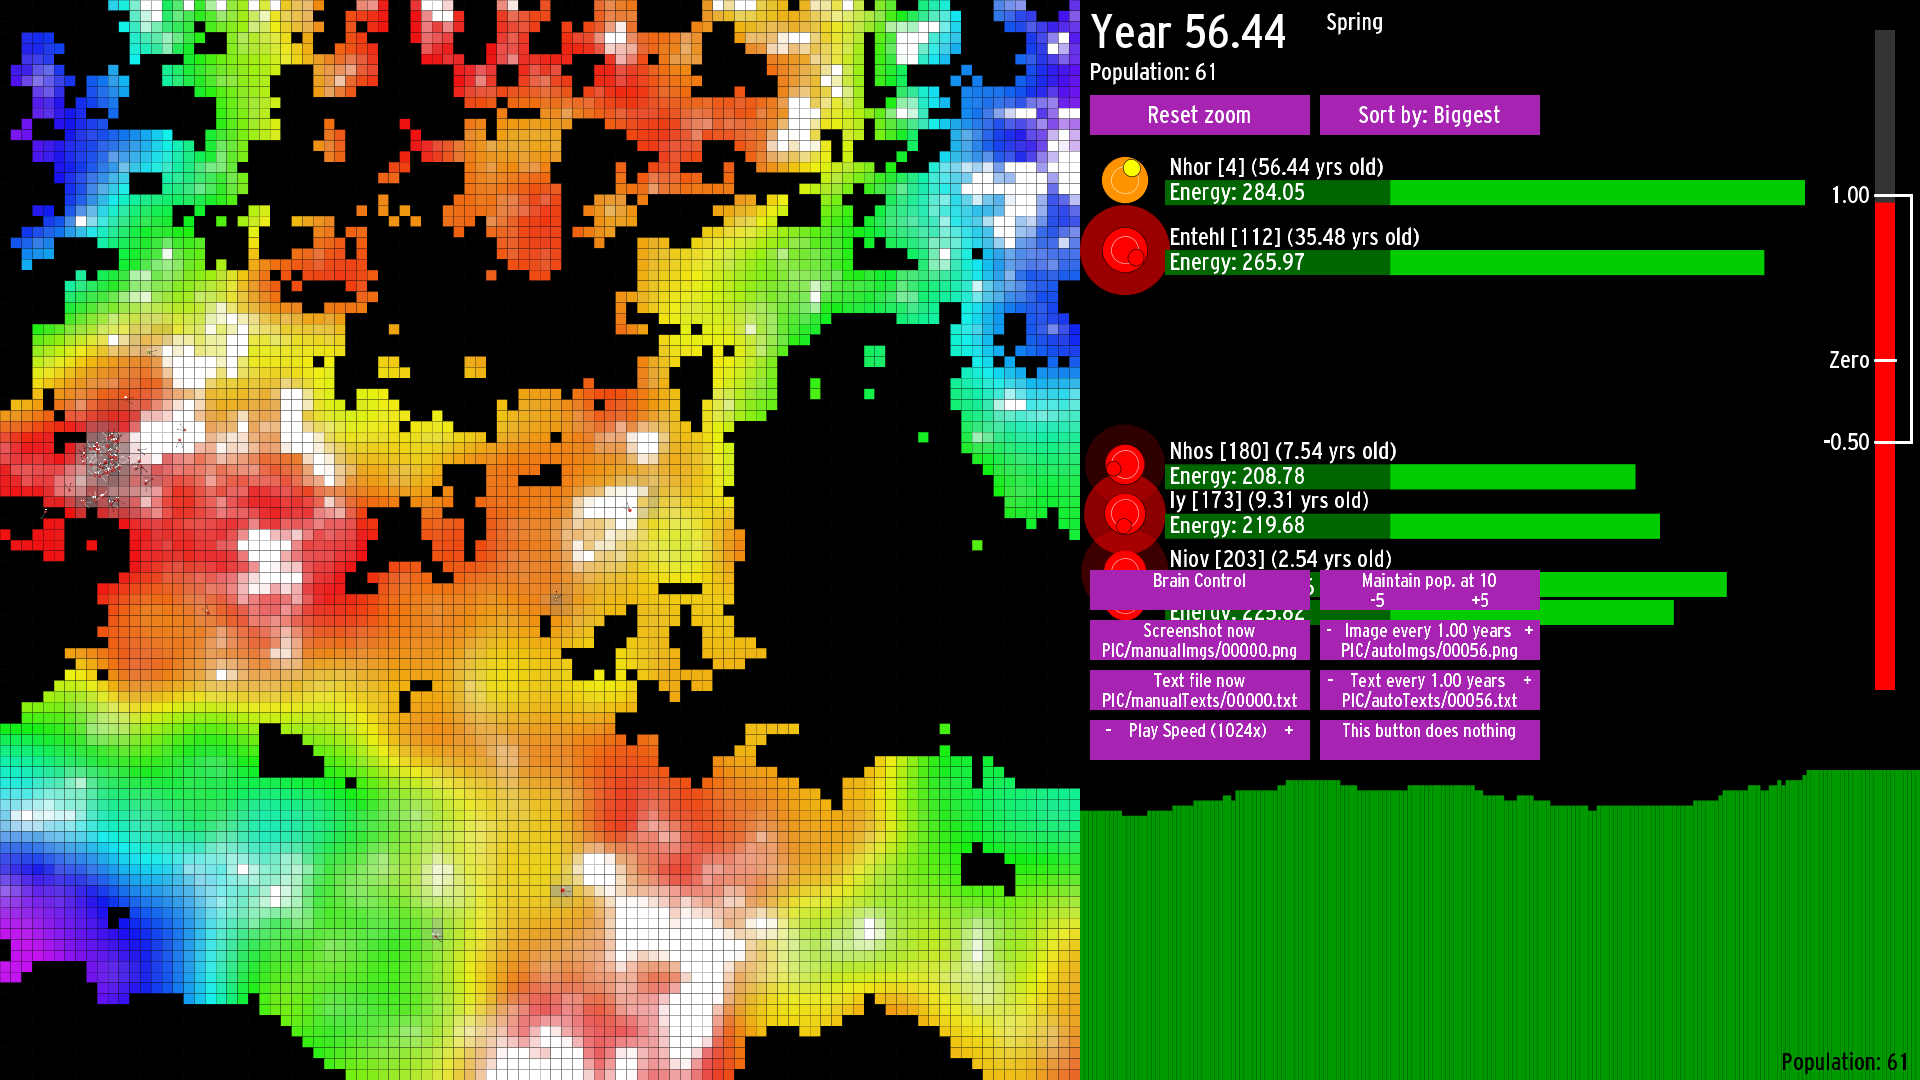 Year 56.44
Spring
Population: 61
Reset zoom
Sort by: Biggest
Nhor [4] (56.44 yrs old)
Energy: 284.05
Entehl [112] (35.48 yrs old)
Energy: 265.97
1.00
Zero
-0.50
Nhos [180] (7.54 yrs old)
Energy: 208.78
Iy [173] (9.31 yrs old)
Energy: 219.68
Niov [203] (2.54 yrs old)
Brain Control
Maintain pop. at 10
-5 +5
Energy: 225.82
Screenshot now
PIC/manualImgs/00000.png
- Image every 1.00 years +
PIC/autoImgs/00056.png
Text file now
PIC/manualTexts/00000.txt
- Text every 1.00 years +
PIC/autoTexts/00056.txt
- Play Speed (1024x) +
This button does nothing
Population: 61